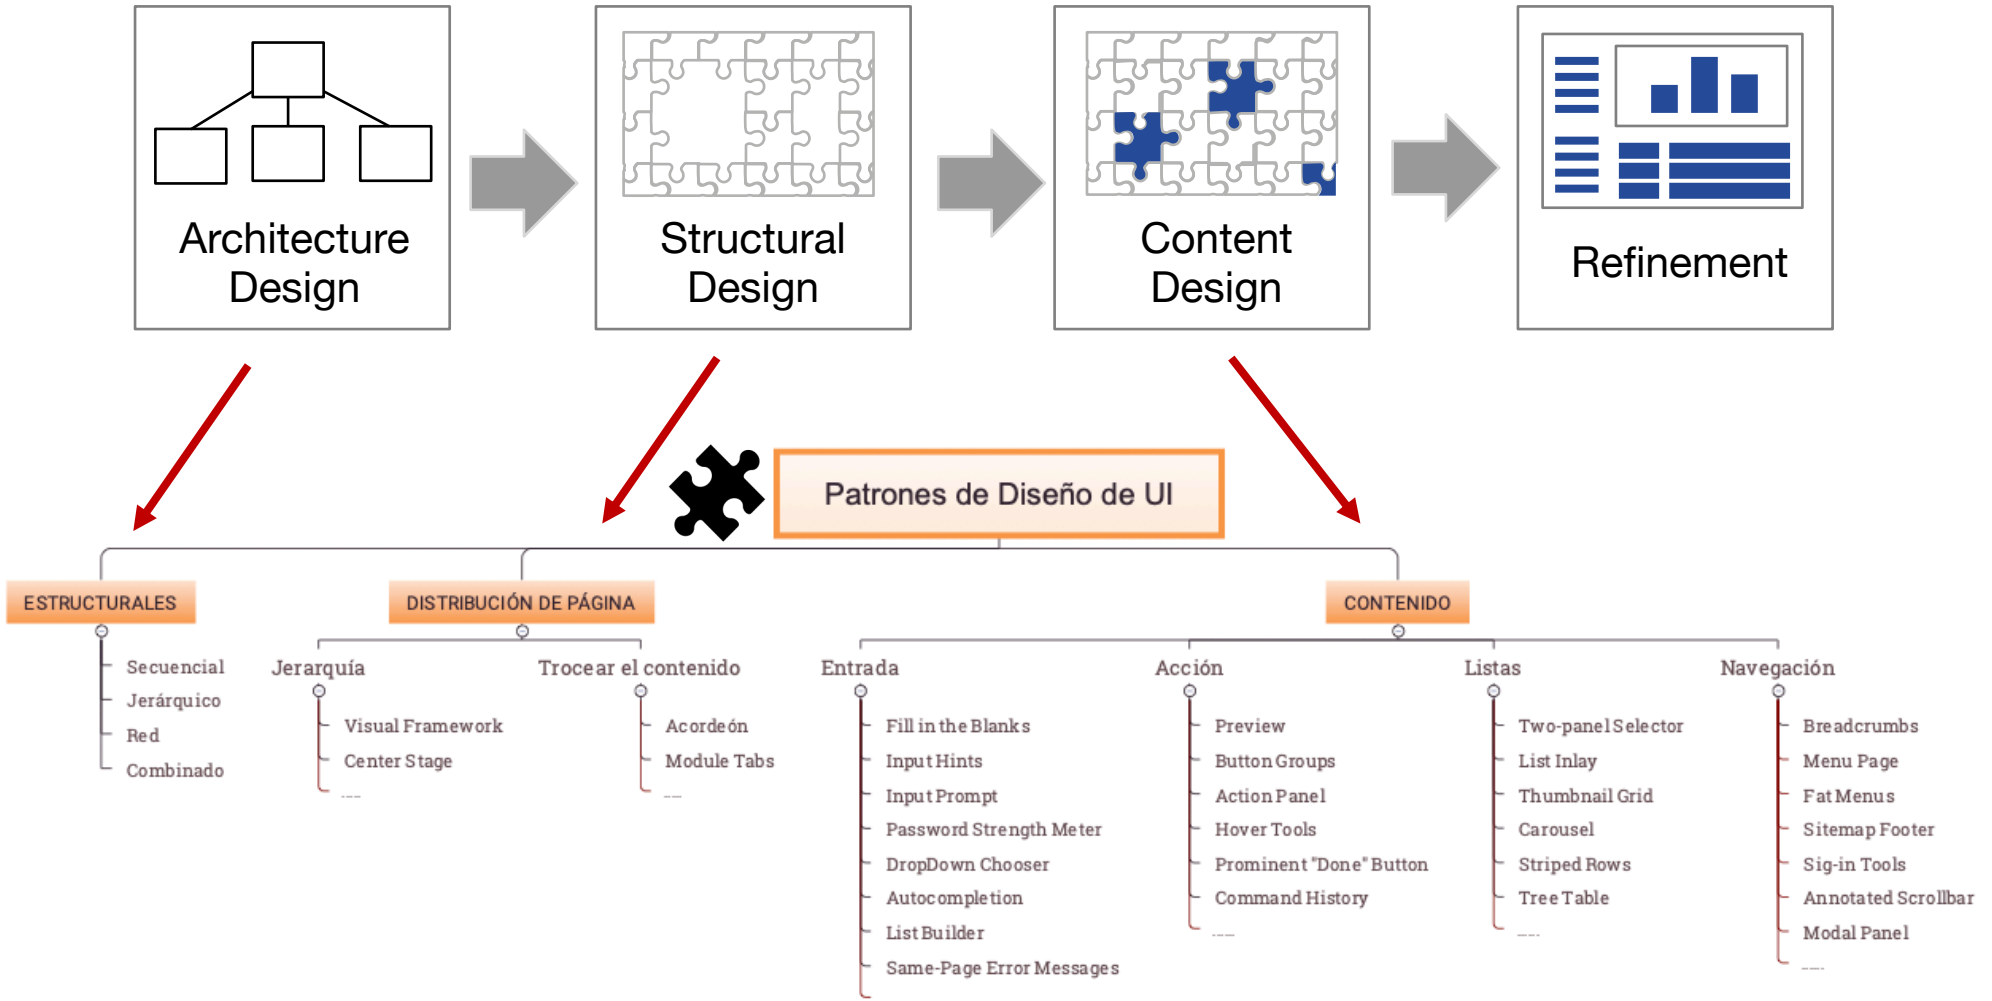 Architecture
Design
Structural
Design
Content
Design
Refinement
Patrones de Diseño de UI
ESTRUCTURALES
Secuencial
Jerárquico
Red
Combinado
DISTRIBUCIÓN DE PÁGINA
Jerarquía
Visual Framework
Center Stage
....
Trocear el contenido
Acordeón
Module Tabs
....
CONTENIDO
Entrada
Fill in the Blanks
Input Hints
Input Prompt
Password Strength Meter
DropDown Chooser
Autocompletion
List Builder
Same-Page Error Messages
Acción
Preview
Button Groups
Action Panel
Hover Tools
Prominent "Done" Button
Command History
.....
Listas
Two-panel Selector
List Inlay
Thumbnail Grid
Carousel
Striped Rows
Tree Table
.....
Navegación
Breadcrumbs
Menu Page
Fat Menus
Sitemap Footer
Sig-in Tools
Annotated Scrollbar
Modal Panel
.....